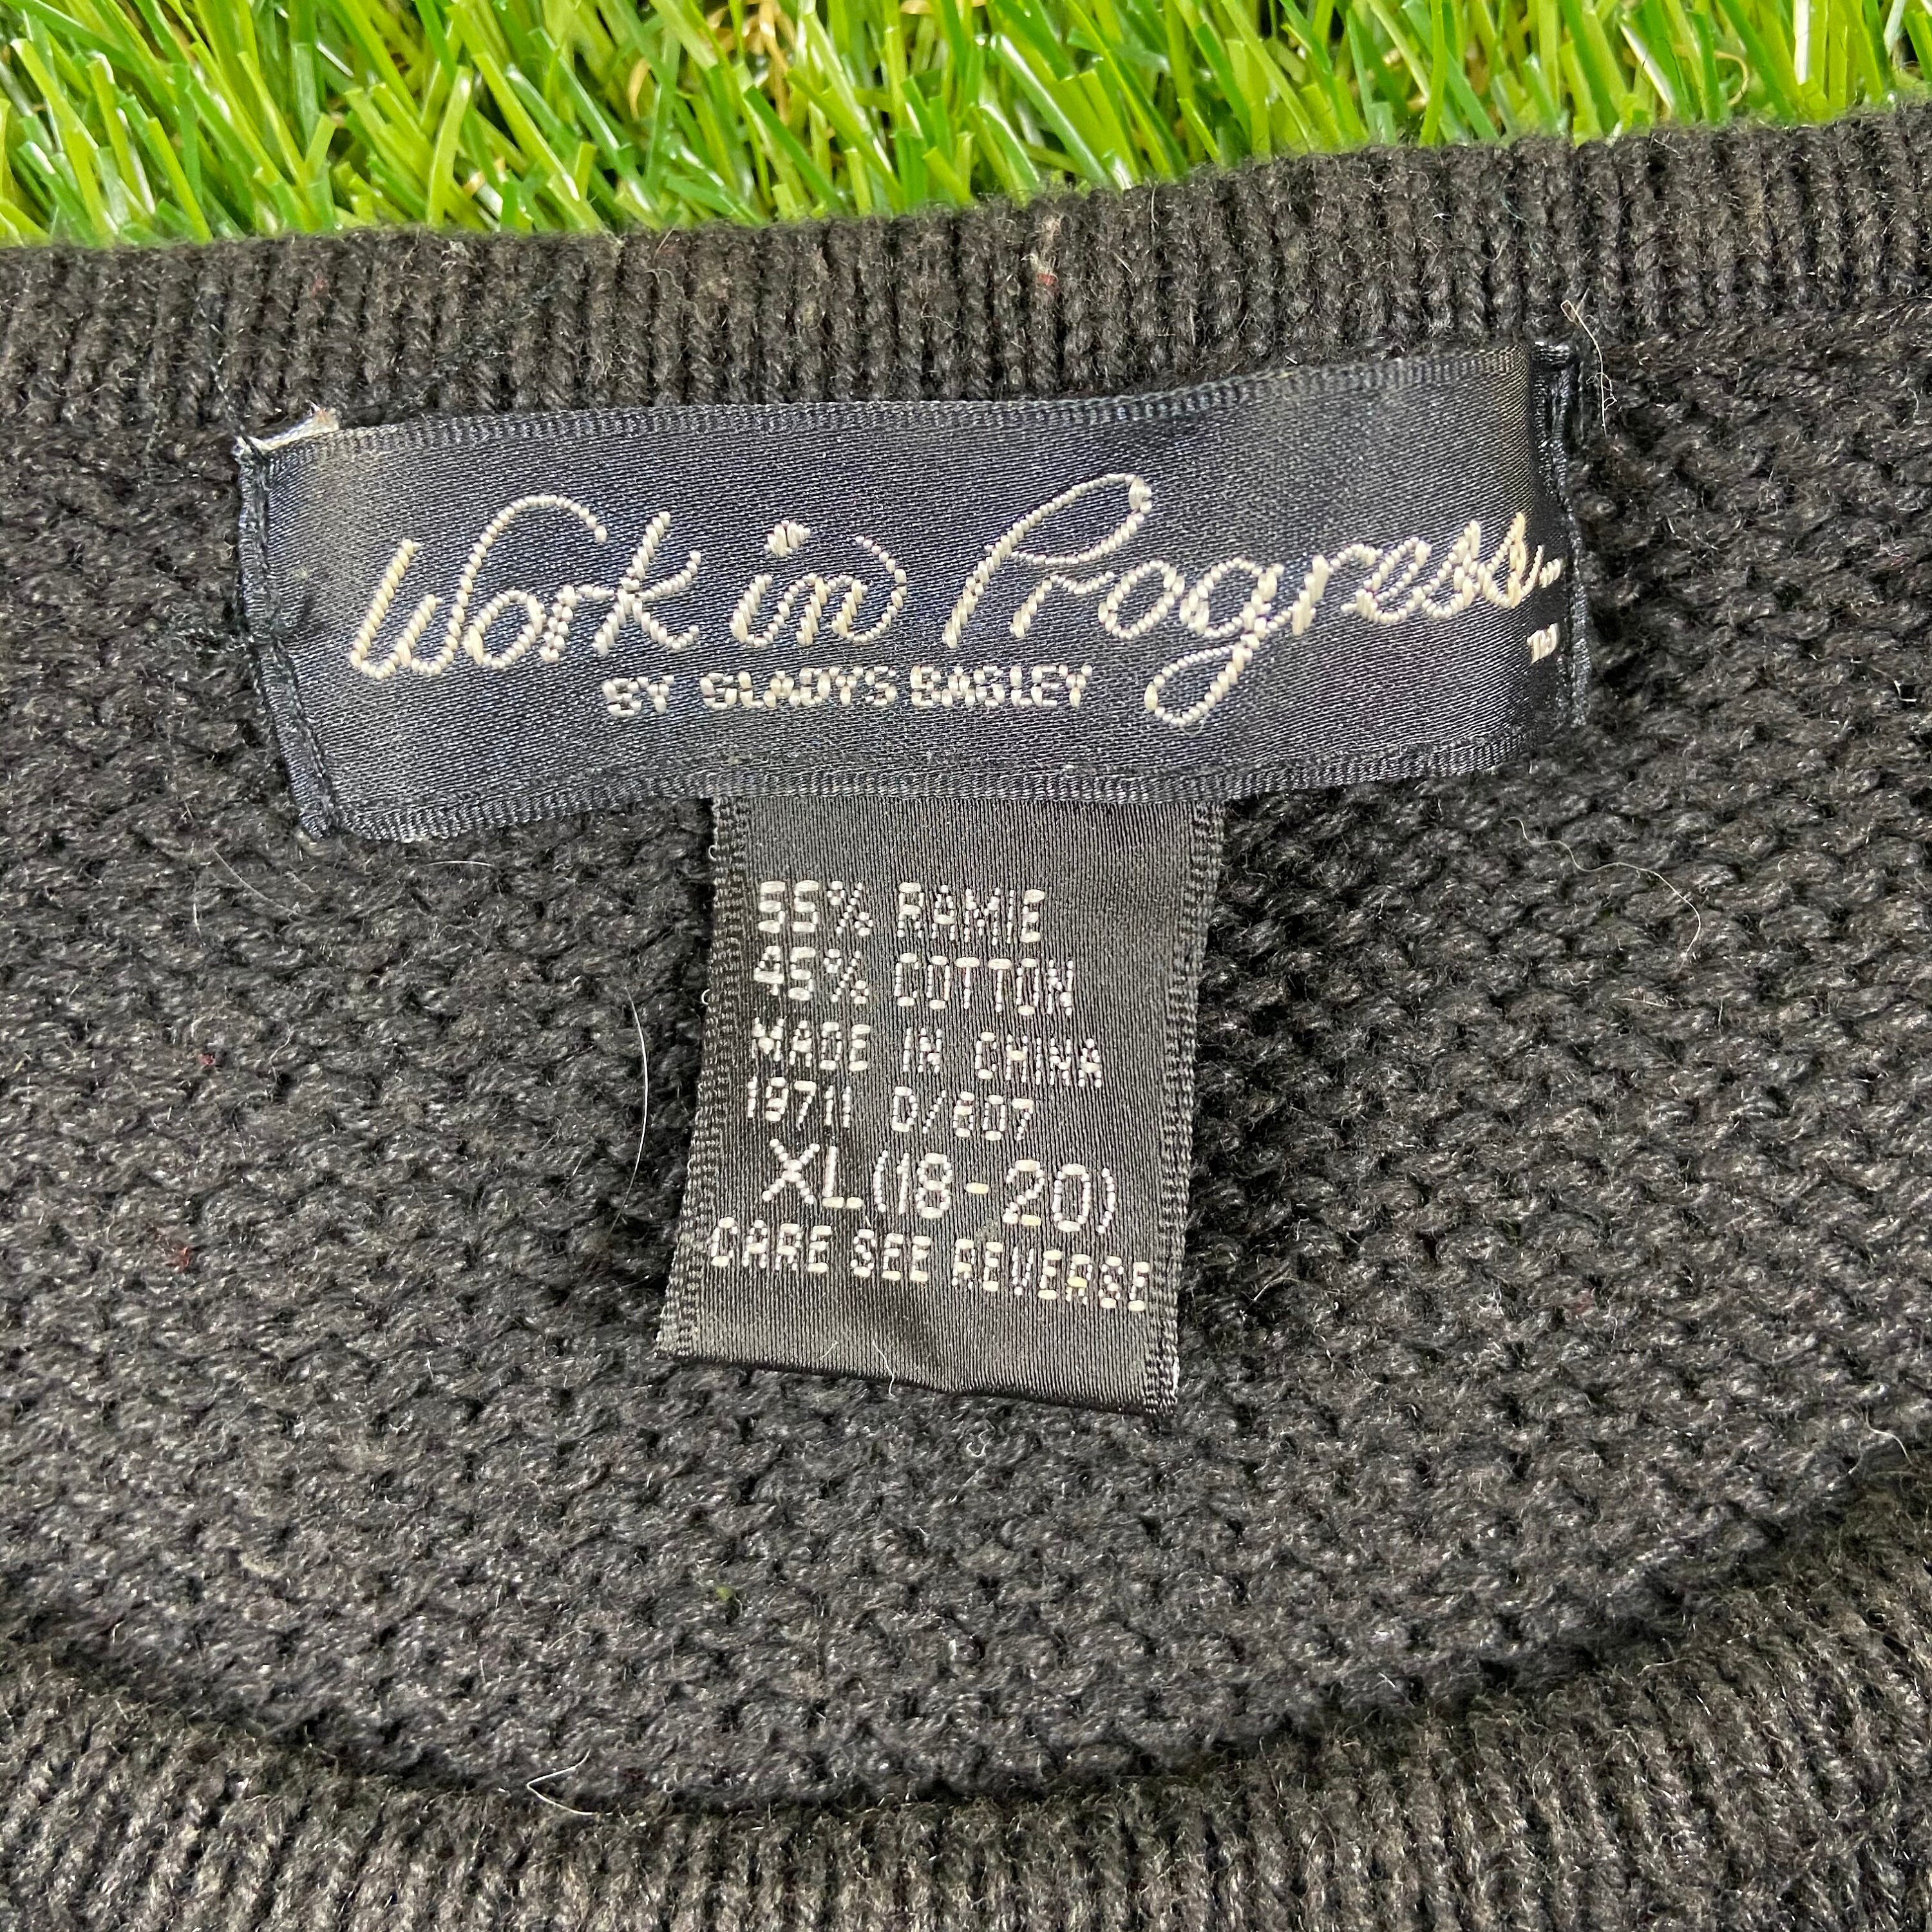 Work in Progress.
TM
BY GLADYS BAGLEY
55% RAMIE
45% COTTON
MADE IN CHINA
19711 D/607
XL(18-20)
CARE SEE REVERSE